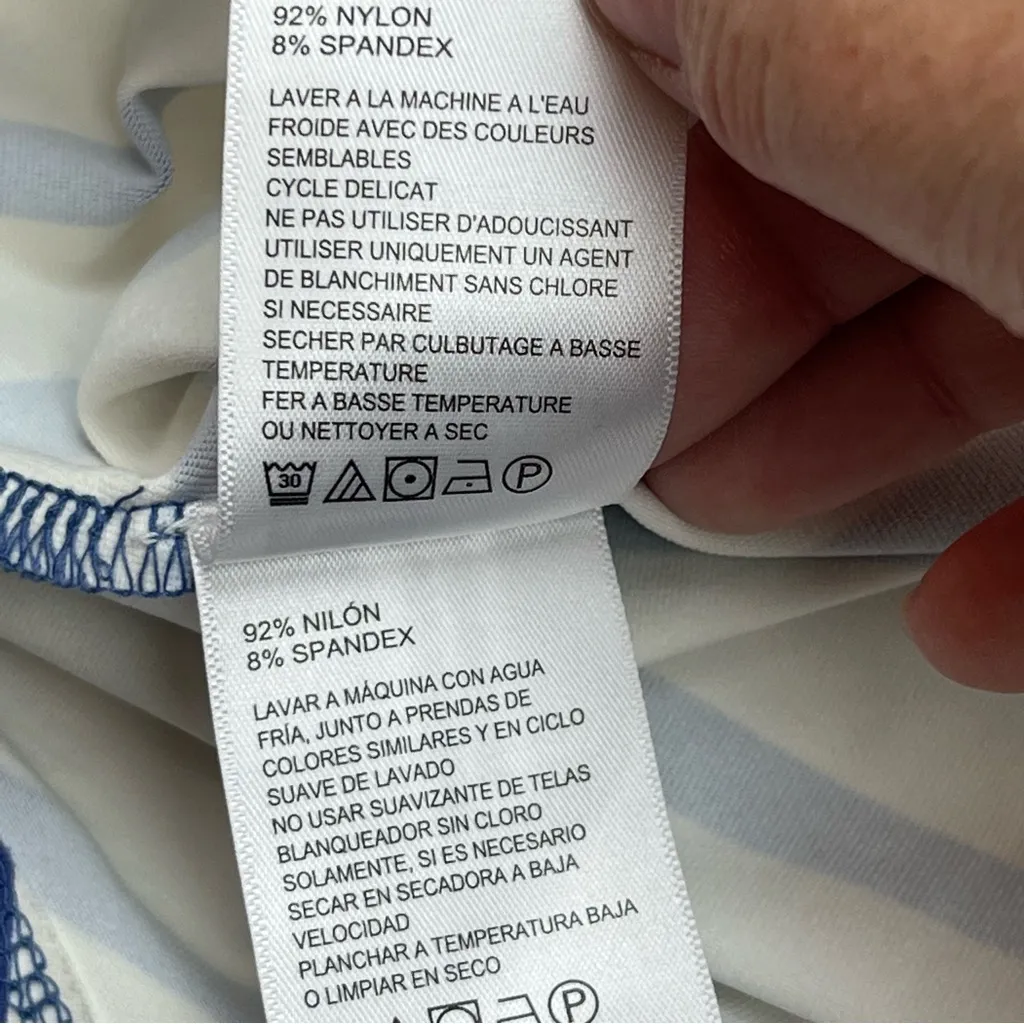 92% NYLON
8% SPANDEX
LAVER A LA MACHINE A L'EAU
FROIDE AVEC DES COULEURS
SEMBLABLES
CYCLE DELICAT
NE PAS UTILISER D'ADOUCISSANT
UTILISER UNIQUEMENT UN AGENT
DE BLANCHIMENT SANS CHLORE
SI NECESSAIRE
SECHER PAR CULBUTAGE A BASSE
TEMPERATURE
FER A BASSE TEMPERATURE
OU NETTOYER A SEC
30 P
92% NILÓN
8% SPANDEX
LAVAR A MÁQUINA CON AGUA
FRÍA, JUNTO A PRENDAS DE
COLORES SIMILARES Y EN CICLO
SUAVE DE LAVADO
NO USAR SUAVIZANTE DE TELAS
BLANQUEADOR SIN CLORO
SOLAMENTE, SI ES NECESARIO
SECAR EN SECADORA A BAJA
VELOCIDAD
PLANCHAR A TEMPERATURA BAJA
O LIMPIAR EN SECO
P